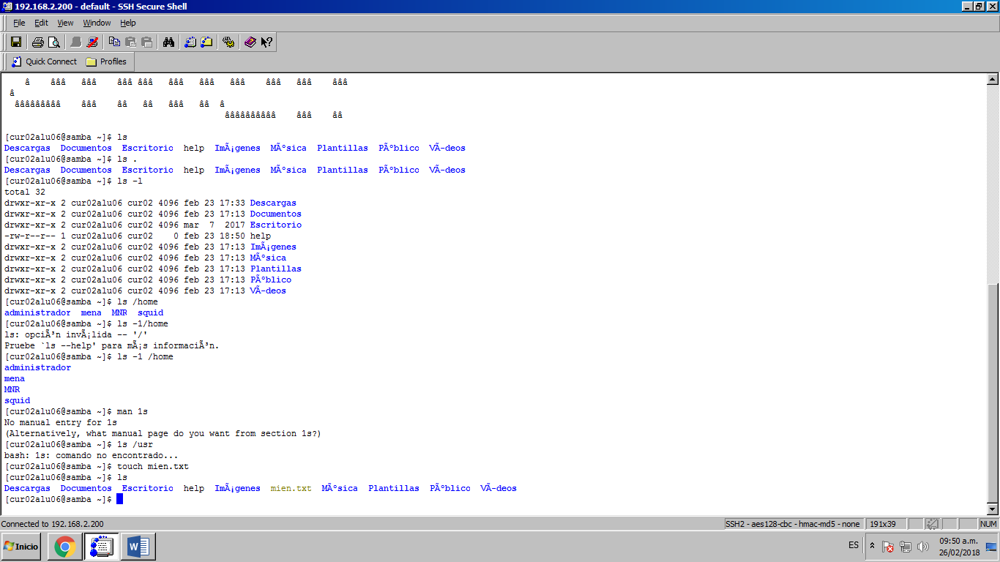 192.168.2.200 - default - SSH Secure Shell
File Edit View Window Help
Quick Connect Profiles
â âââ âââ âââ âââ âââ âââ âââ âââ âââ âââ
â
âââââââââ âââ ââ ââ âââ ââ â
ââââââââââ âââ ââ
[cur02alu06@samba ~]$ ls
Descargas Documentos Escritorio help ImÃ¡genes MÃºsica Plantillas PÃºblico VÃ-deos
[cur02alu06@samba ~]$ ls .
Descargas Documentos Escritorio help ImÃ¡genes MÃºsica Plantillas PÃºblico VÃ-deos
[cur02alu06@samba ~]$ ls -l
total 32
drwxr-xr-x 2 cur02alu06 cur02 4096 feb 23 17:33 Descargas
drwxr-xr-x 2 cur02alu06 cur02 4096 feb 23 17:13 Documentos
drwxr-xr-x 2 cur02alu06 cur02 4096 mar 7 2017 Escritorio
-rw-r--r-- 1 cur02alu06 cur02 0 feb 23 18:50 help
drwxr-xr-x 2 cur02alu06 cur02 4096 feb 23 17:13 ImÃ¡genes
drwxr-xr-x 2 cur02alu06 cur02 4096 feb 23 17:13 MÃºsica
drwxr-xr-x 2 cur02alu06 cur02 4096 feb 23 17:13 Plantillas
drwxr-xr-x 2 cur02alu06 cur02 4096 feb 23 17:13 PÃºblico
drwxr-xr-x 2 cur02alu06 cur02 4096 feb 23 17:13 VÃ-deos
[cur02alu06@samba ~]$ ls /home
administrador mena MNR squid
[cur02alu06@samba ~]$ ls -1/home
ls: opciÃ³n invÃ¡lida -- '/'
Pruebe `ls --help' para mÃ¡s informaciÃ³n.
[cur02alu06@samba ~]$ ls -1 /home
administrador
mena
MNR
squid
[cur02alu06@samba ~]$ man 1s
No manual entry for 1s
(Alternatively, what manual page do you want from section 1s?)
[cur02alu06@samba ~]$ 1s /usr
bash: 1s: comando no encontrado...
[cur02alu06@samba ~]$ touch mien.txt
[cur02alu06@samba ~]$ ls
Descargas Documentos Escritorio help ImÃ¡genes mien.txt MÃºsica Plantillas PÃºblico VÃ-deos
[cur02alu06@samba ~]$
Connected to 192.168.2.200 SSH2 - aes128-cbc - hmac-md5 - none 191x39 NUM
Inicio ES 09:50 a.m.
26/02/2018